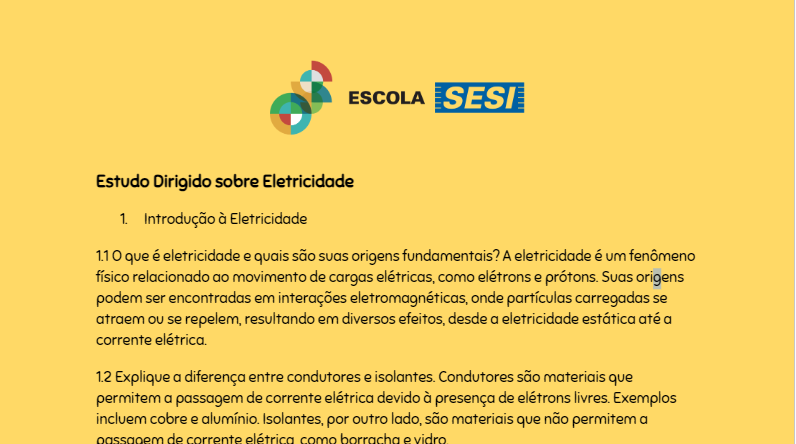 ESCOLA SESI
Estudo Dirigido sobre Eletricidade
1. Introdução à Eletricidade
1.1 O que é eletricidade e quais são suas origens fundamentais? A eletricidade é um fenômeno
físico relacionado ao movimento de cargas elétricas, como elétrons e prótons. Suas origens
podem ser encontradas em interações eletromagnéticas, onde partículas carregadas se
atraem ou se repelem, resultando em diversos efeitos, desde a eletricidade estática até a
corrente elétrica.
1.2 Explique a diferença entre condutores e isolantes. Condutores são materiais que
permitem a passagem de corrente elétrica devido à presença de elétrons livres. Exemplos
incluem cobre e alumínio. Isolantes, por outro lado, são materiais que não permitem a
passagem de corrente elétrica, como borracha e vidro.